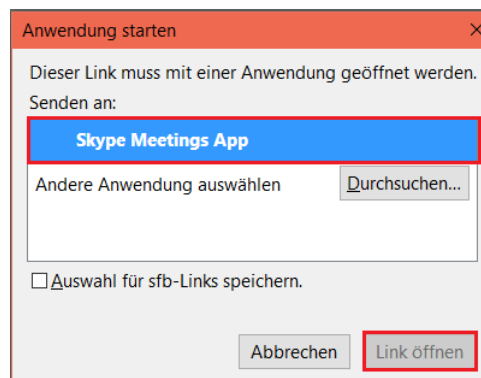 Anwendung starten
Dieser Link muss mit einer Anwendung geöffnet werden.
Senden an:
Skype Meetings App
Andere Anwendung auswählen Durchsuchen...
Auswahl für sfb-Links speichern.
Abbrechen Link öffnen